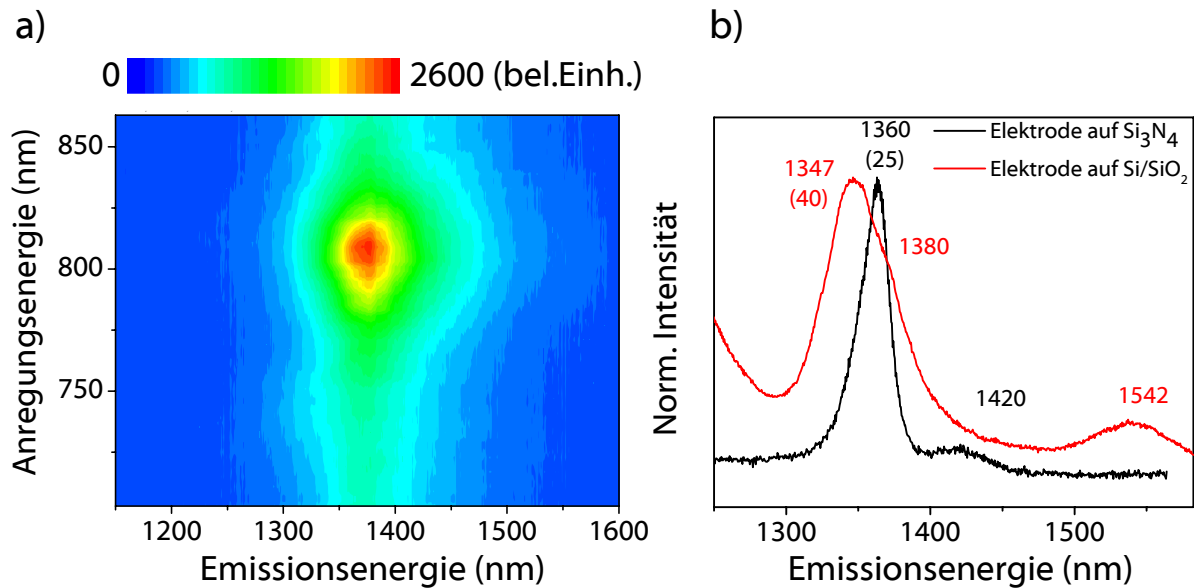 a)
0 2600 (bel.Einh.)
Anregungsenergie (nm)
850
800
750
1200 1300 1400 1500 1600
Emissionsenergie (nm)
b)
1360
(25)
Elektrode auf Si₃N₄
Elektrode auf Si/SiO₂
1347
(40)
1380
1420
1542
Norm. Intensität
1300 1400 1500
Emissionsenergie (nm)